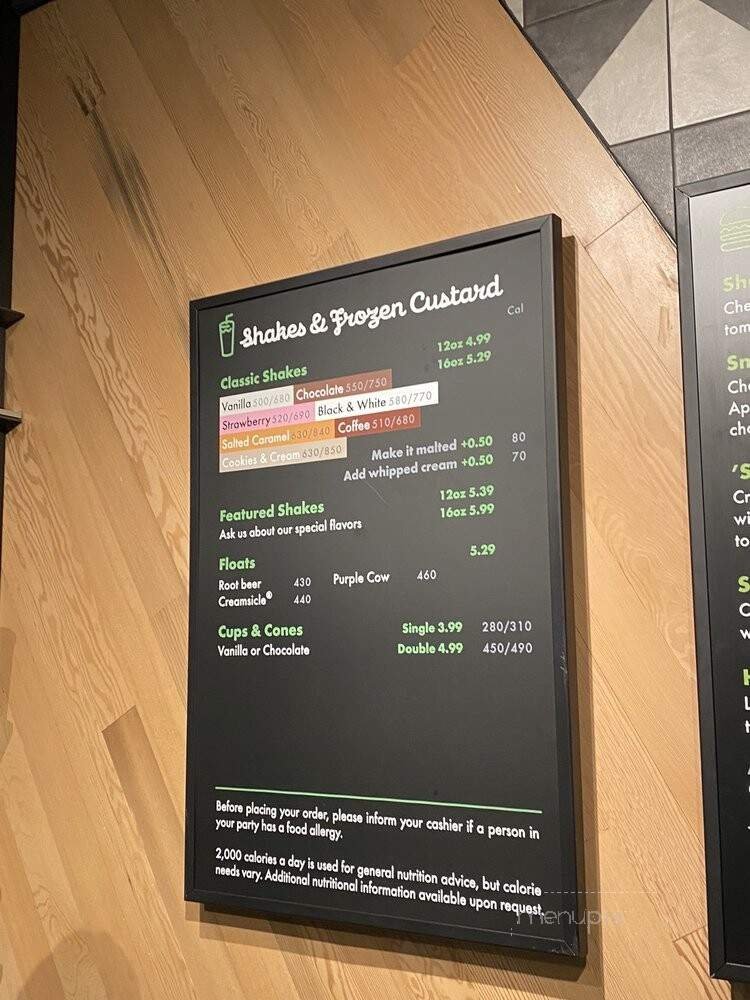 Shakes & Frozen Custard
Cal
Classic Shakes 12oz 4.99
16oz 5.29
Vanilla 500/680 Chocolate 550/750
Strawberry 520/690 Black & White 580/770
Salted Caramel 630/840 Coffee 510/680
Cookies & Cream 630/850
Make it malted +0.50 80
Add whipped cream +0.50 70
Featured Shakes 12oz 5.39
Ask us about our special flavors 16oz 5.99
Floats 5.29
Root beer 430 Purple Cow 460
Creamsicle® 440
Cups & Cones Single 3.99 280/310
Vanilla or Chocolate Double 4.99 450/490
Before placing your order, please inform your cashier if a person in
your party has a food allergy.
2,000 calories a day is used for general nutrition advice, but calorie
needs vary. Additional nutritional information available upon request.